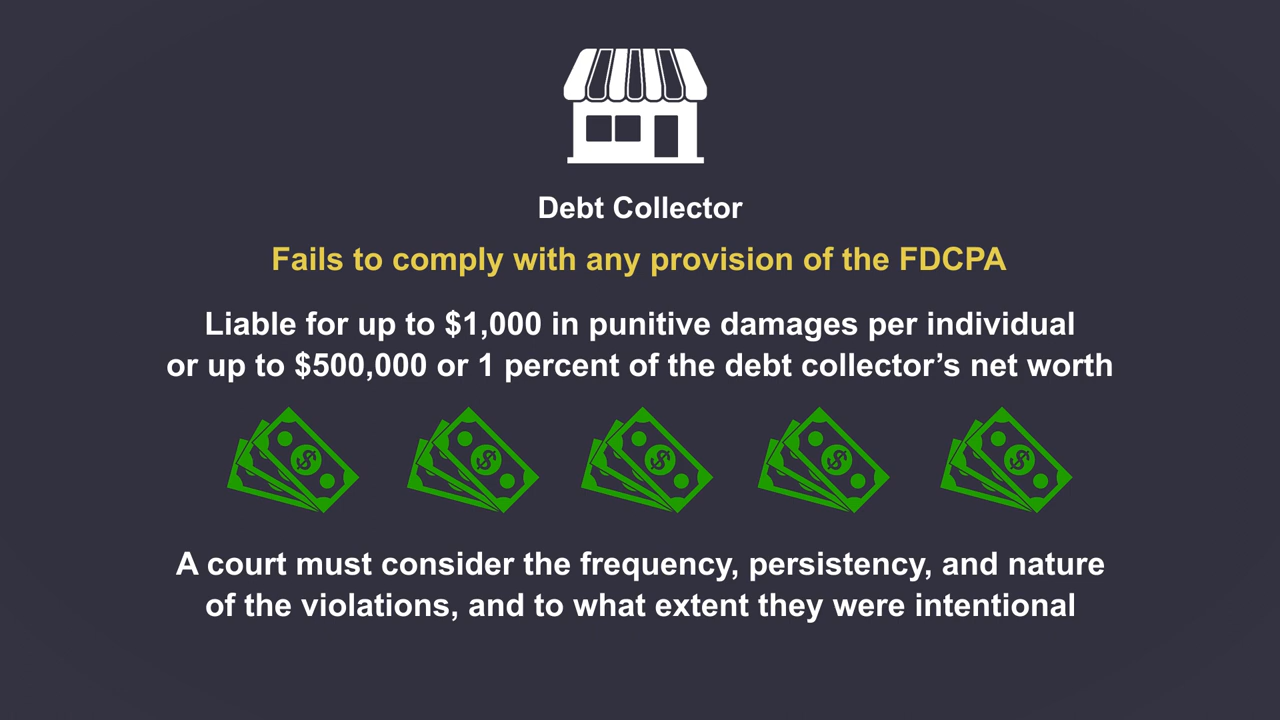 Debt Collector
Fails to comply with any provision of the FDCPA
Liable for up to $1,000 in punitive damages per individual
or up to $500,000 or 1 percent of the debt collector’s net worth
$ $ $ $ $
A court must consider the frequency, persistency, and nature
of the violations, and to what extent they were intentional